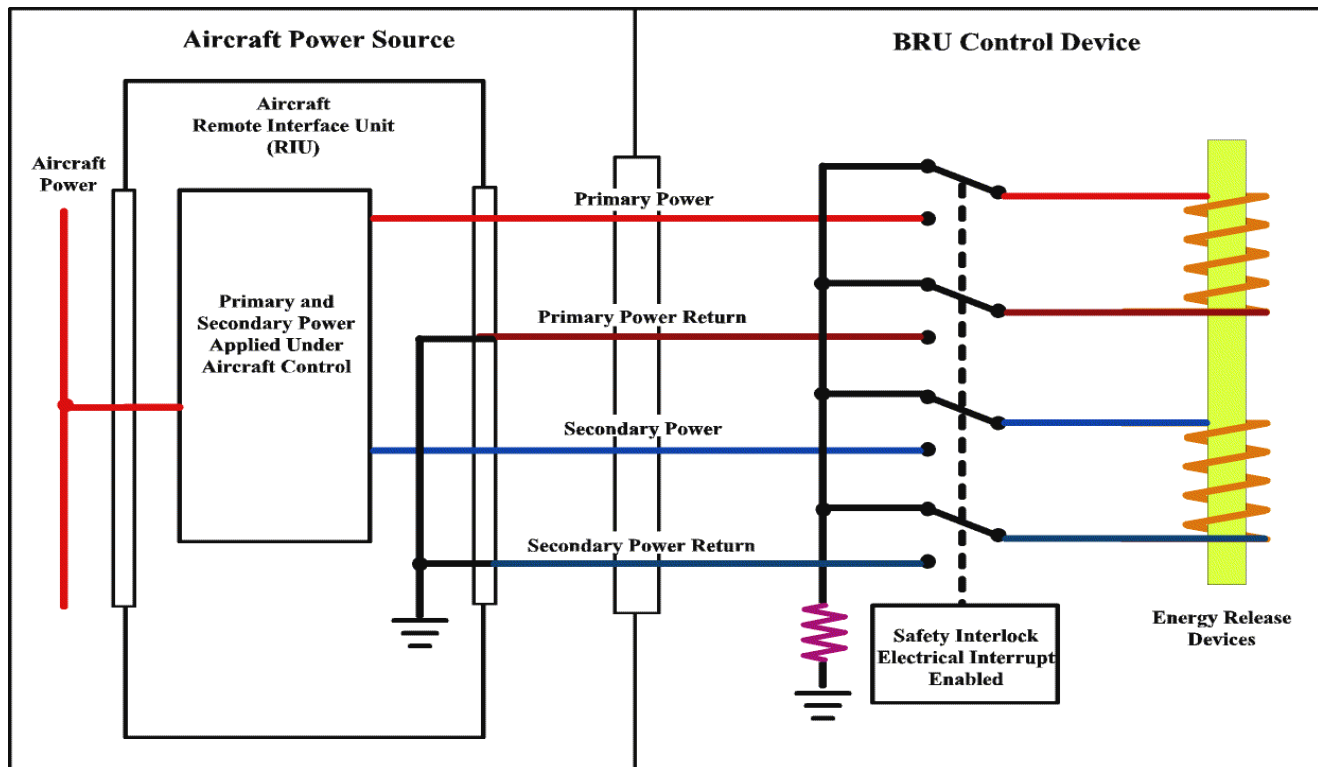 Aircraft Power Source
BRU Control Device
Aircraft
Remote Interface Unit
(RIU)
Aircraft
Power
Primary and
Secondary Power
Applied Under
Aircraft Control
Primary Power
Primary Power Return
Secondary Power
Secondary Power Return
Safety Interlock
Electrical Interrupt
Enabled
Energy Release
Devices